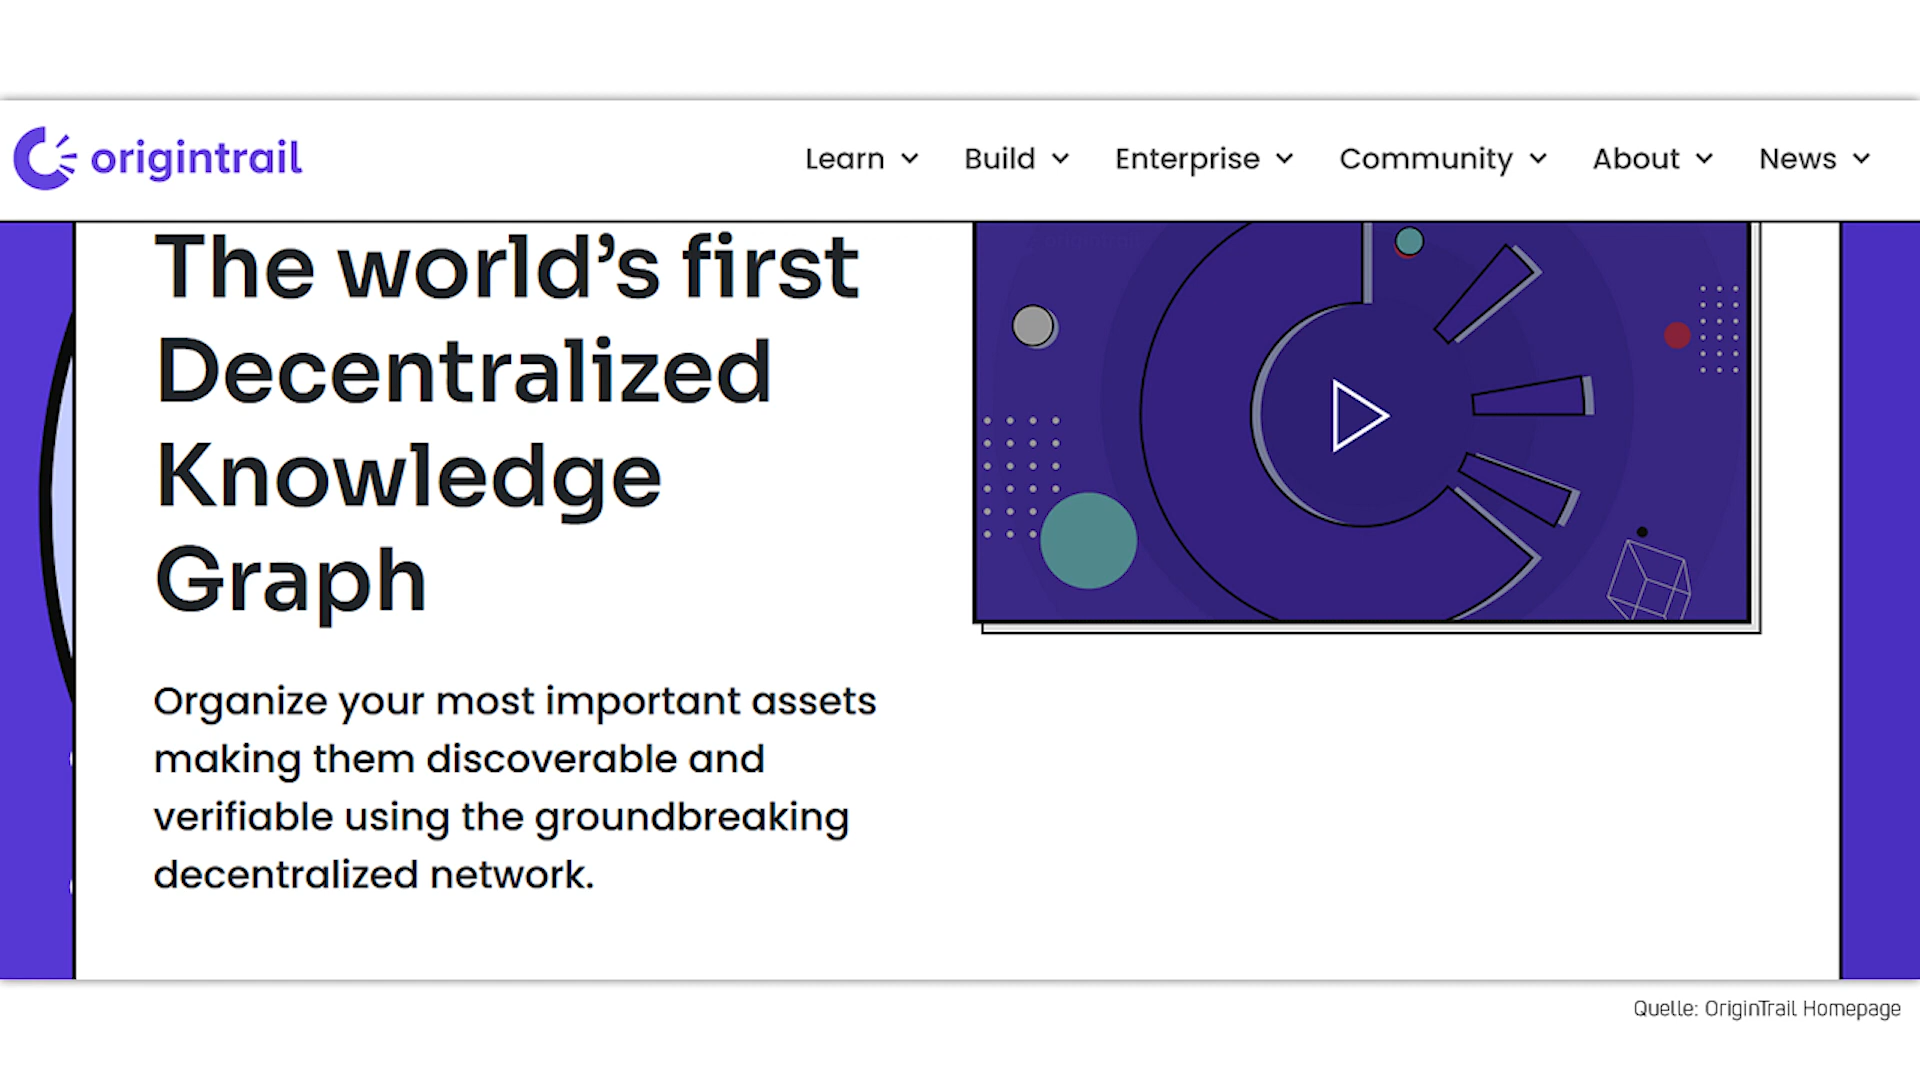 origintrail
Learn Build Enterprise Community About News
The world’s first
Decentralized
Knowledge
Graph
Organize your most important assets
making them discoverable and
verifiable using the groundbreaking
decentralized network.
Quelle: OriginTrail Homepage